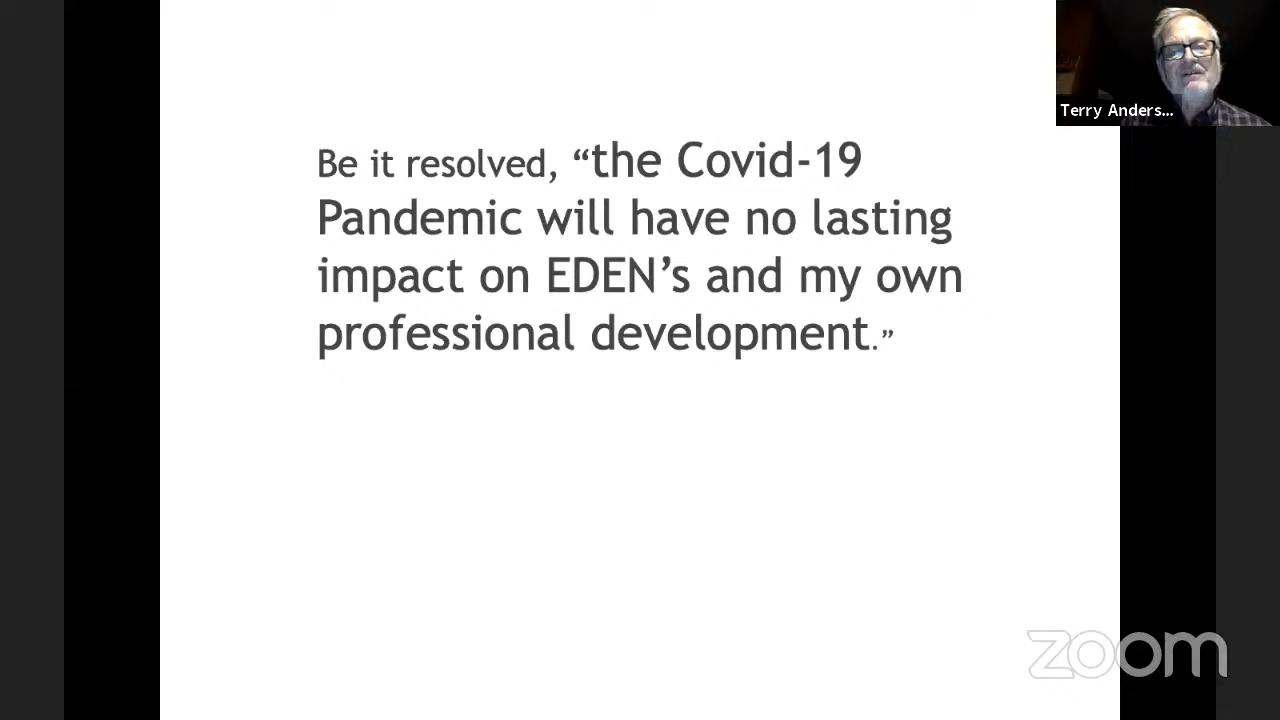 Terry Anders...
Be it resolved, “the Covid-19
Pandemic will have no lasting
impact on EDEN’s and my own
professional development.”
zoom